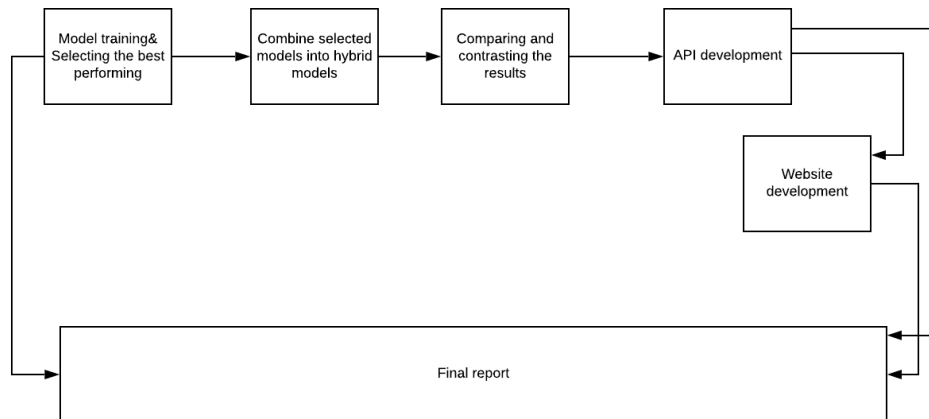 Model training&
Selecting the best
performing
Combine selected
models into hybrid
models
Comparing and
contrasting the
results
API development
Website
development
Final report